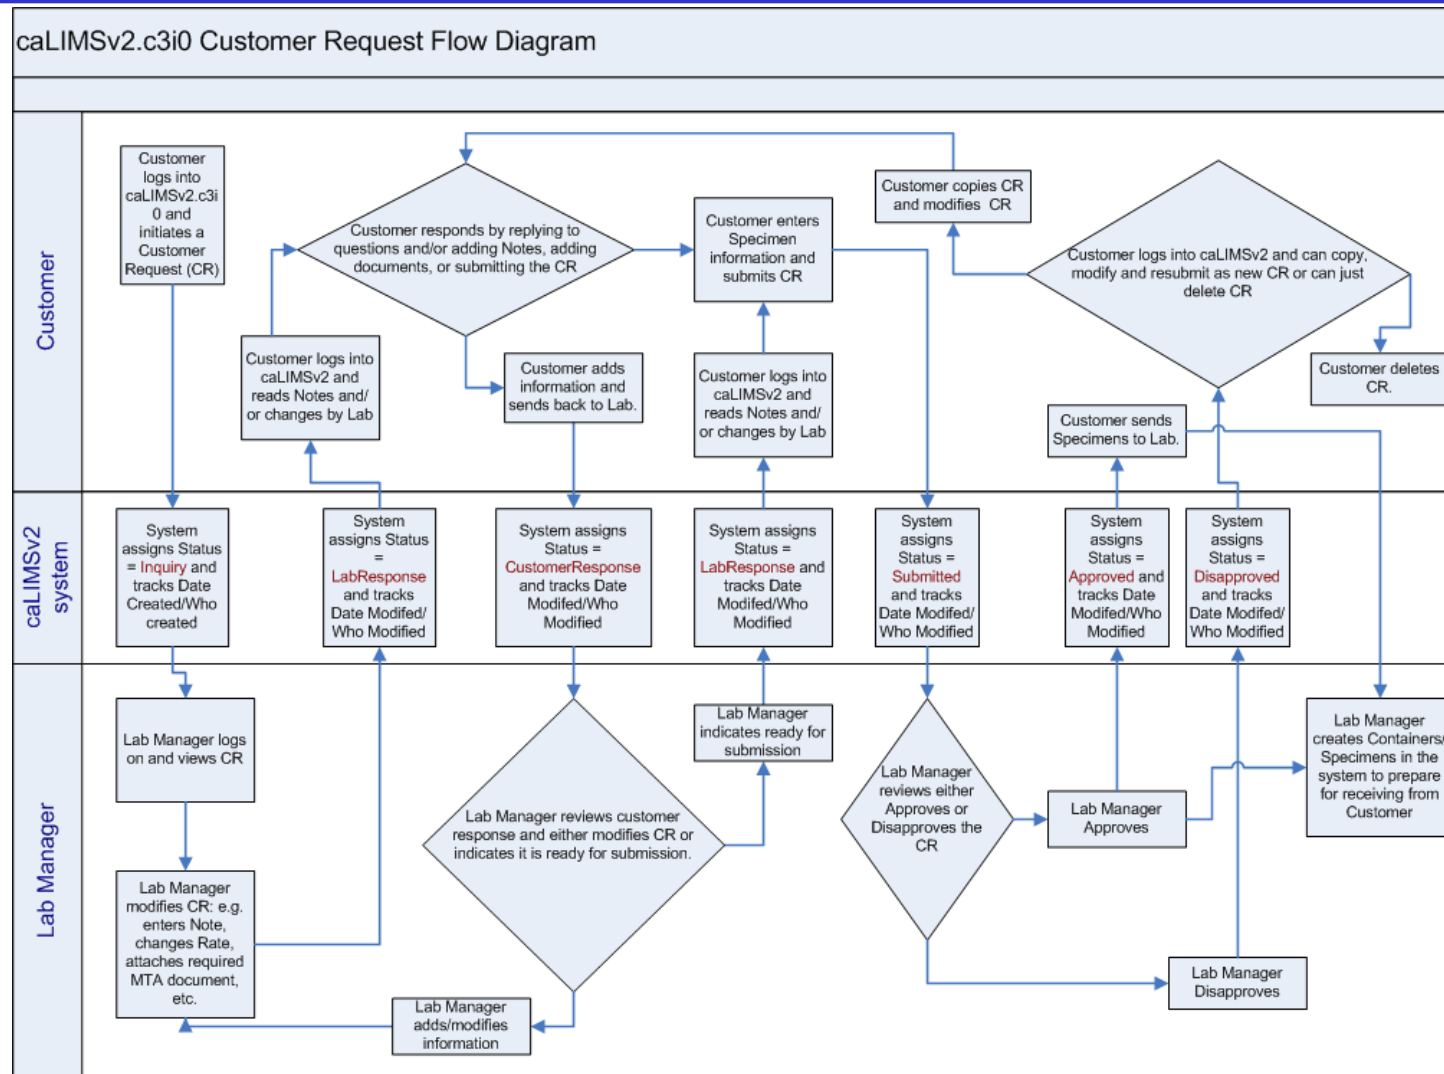 caLIMSv2.c3i0 Customer Request Flow Diagram
Customer
Customer
logs into
caLIMSv2.c3i
0 and
initiates a
Customer
Request (CR)
Customer responds by replying to
questions and/or adding Notes, adding
documents, or submitting the CR
Customer enters
Specimen
information and
submits CR
Customer copies CR
and modifies CR
Customer logs into caLIMSv2 and can copy,
modify and resubmit as new CR or can just
delete CR
Customer logs into
caLIMSv2 and
reads Notes and/
or changes by Lab
Customer adds
information and
sends back to Lab.
Customer logs into
caLIMSv2 and
reads Notes and/
or changes by Lab
Customer sends
Specimens to Lab.
Customer deletes
CR.
caLIMSv2
system
System
assigns Status
= Inquiry and
tracks Date
Created/Who
created
System
assigns Status
=
LabResponse
and tracks
Date Modifed/
Who Modified
System assigns
Status =
CustomerResponse
and tracks Date
Modifed/Who
Modified
System assigns
Status =
LabResponse and
tracks Date
Modifed/Who
Modified
System
assigns
Status =
Submitted
and tracks
Date Modifed/
Who Modified
System
assigns
Status =
Approved and
tracks Date
Modifed/Who
Modified
System
assigns
Status =
Disapproved
and tracks
Date Modifed/
Who Modified
Lab Manager
Lab Manager logs
on and views CR
Lab Manager
modifies CR: e.g.
enters Note,
changes Rate,
attaches required
MTA document,
etc.
Lab Manager
adds/modifies
information
Lab Manager reviews customer
response and either modifies CR or
indicates it is ready for submission.
Lab Manager
indicates ready for
submission
Lab Manager
reviews either
Approves or
Disapproves the
CR
Lab Manager
Approves
Lab Manager
Disapproves
Lab Manager
creates Containers/
Specimens in the
system to prepare
for receiving from
Customer